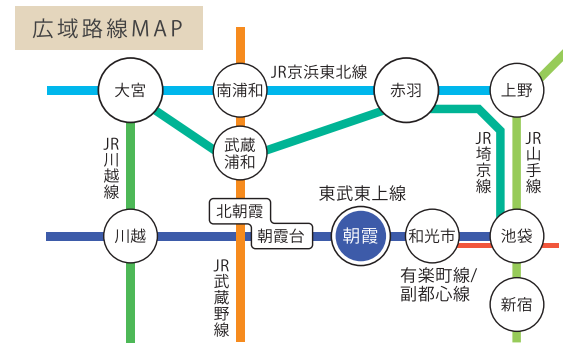 広域路線MAP
JR京浜東北線
大宮
南浦和
赤羽
上野
武蔵
浦和
JR川越線
JR埼京線
JR山手線
東武東上線
北朝霞
朝霞台
川越
朝霞
和光市
池袋
JR武蔵野線
有楽町線/
副都心線
新宿